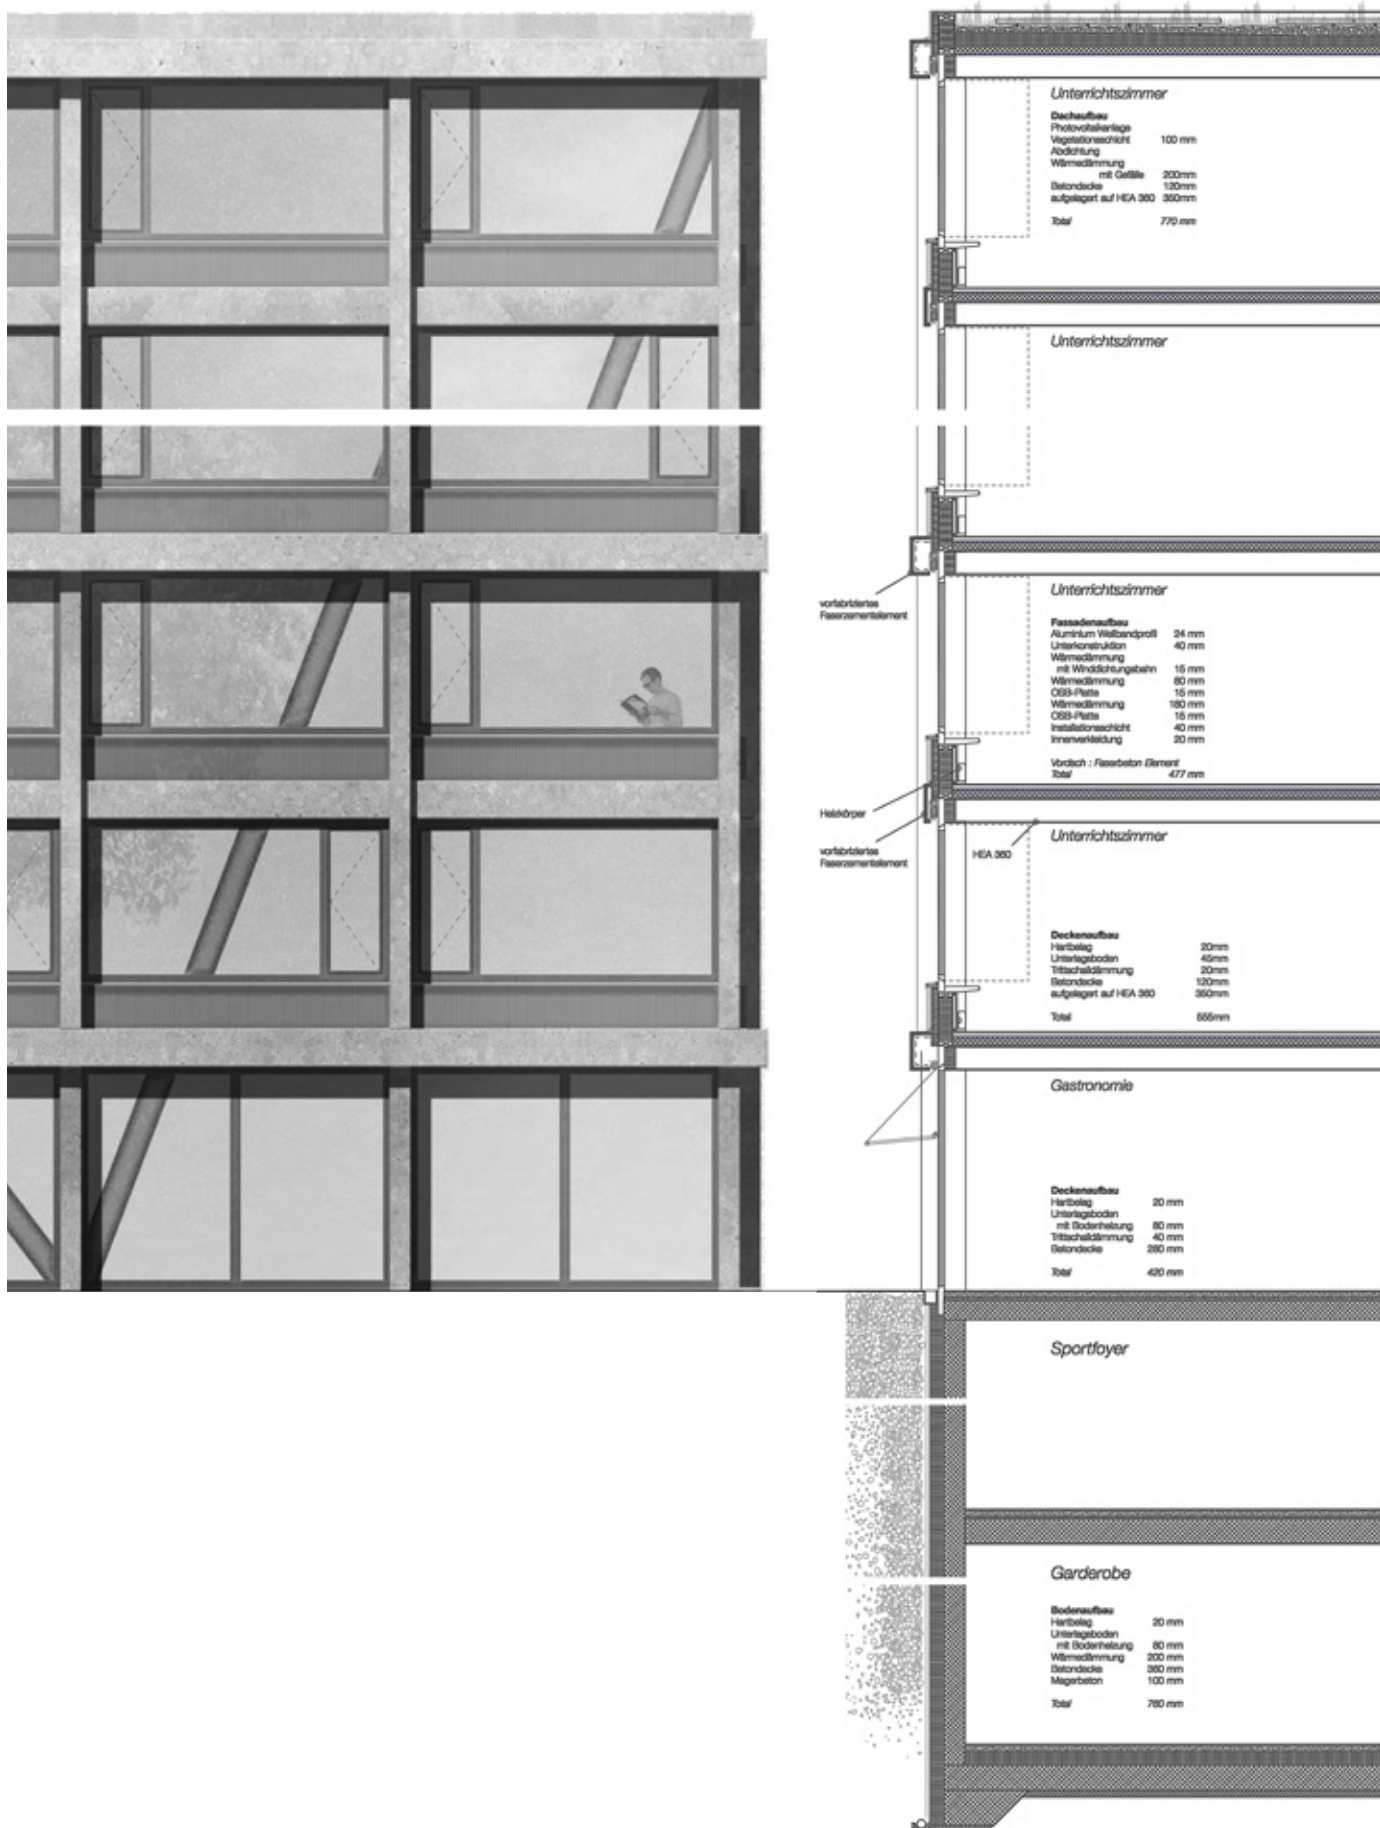 Unterrichtszimmer
Dachaufbau
Photovoltaikanlage
Vegetationsschicht 100 mm
Abdichtung
Wärmedämmung
mit Gefälle 200mm
Betondecke 120mm
aufgelagert auf HEA 360 350mm
Total 770 mm
Unterrichtszimmer
vorfabriziertes
Faserzementelement
Unterrichtszimmer
Fassadenaufbau
Aluminium Wellbandprofil 24 mm
Unterkonstruktion 40 mm
Wärmedämmung
mit Winddichtungsbahn 15 mm
Wärmedämmung 80 mm
OSB-Platte 15 mm
Wärmedämmung 180 mm
OSB-Platte 15 mm
Installationsschicht 40 mm
Innenverkleidung 20 mm
Vordach : Faserbeton Element
Total 477 mm
Heizkörper
vorfabriziertes
Faserzementelement
HEA 360
Unterrichtszimmer
Deckenaufbau
Hartbelag 20mm
Unterlagsboden 45mm
Trittschalldämmung 20mm
Betondecke 120mm
aufgelagert auf HEA 360 350mm
Total 555mm
Gastronomie
Deckenaufbau
Hartbelag 20 mm
Unterlagsboden
mit Bodenheizung 80 mm
Trittschalldämmung 40 mm
Betondecke 280 mm
Total 420 mm
Sportfoyer
Garderobe
Bodenaufbau
Hartbelag 20 mm
Unterlagsboden
mit Bodenheizung 80 mm
Wärmedämmung 200 mm
Betondecke 360 mm
Magerbeton 100 mm
Total 760 mm